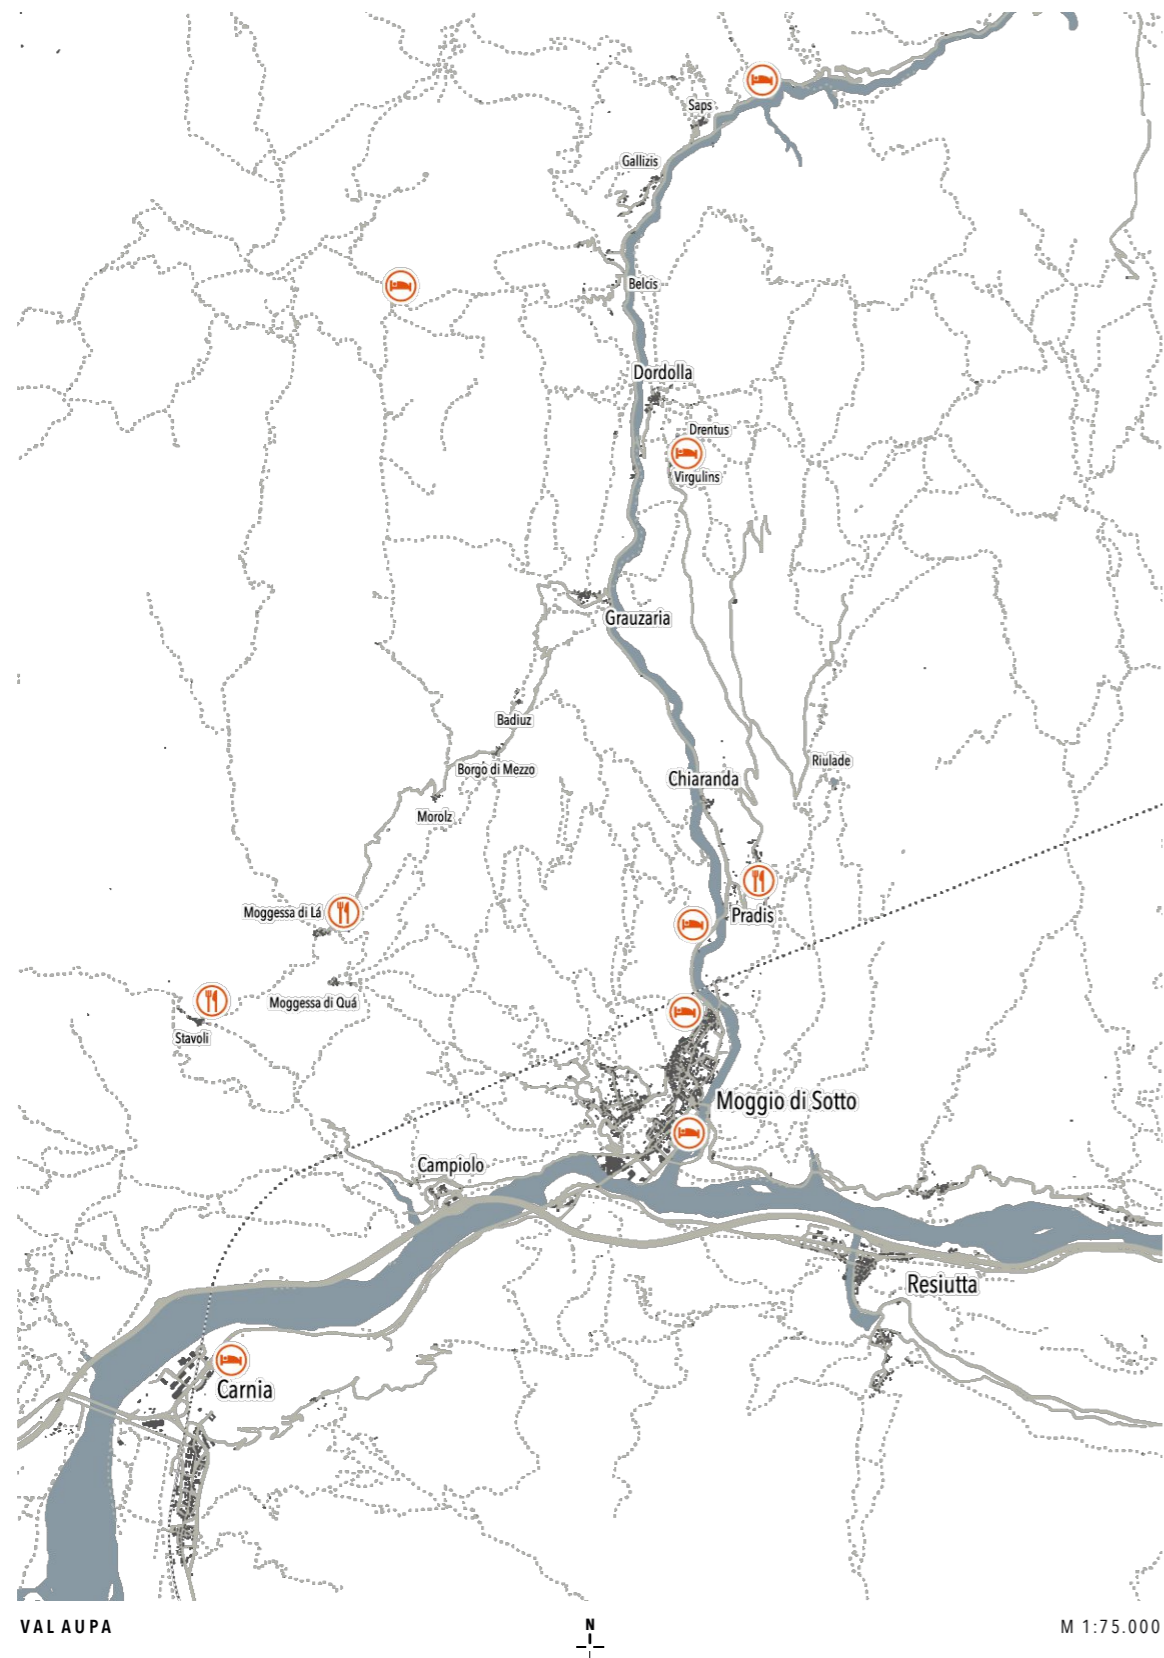 Saps
Gallizis
Belcis
Dordolla
Drentus
Virgulins
Grauzaria
Badiuz
Borgo di Mezzo
Riulade
Chiaranda
Morolz
Moggessa di Lá
Pradis
Moggessa di Quá
Stavoli
Moggio di Sotto
Campiolo
Resiutta
Carnia
VAL AUPA
N
M 1:75.000